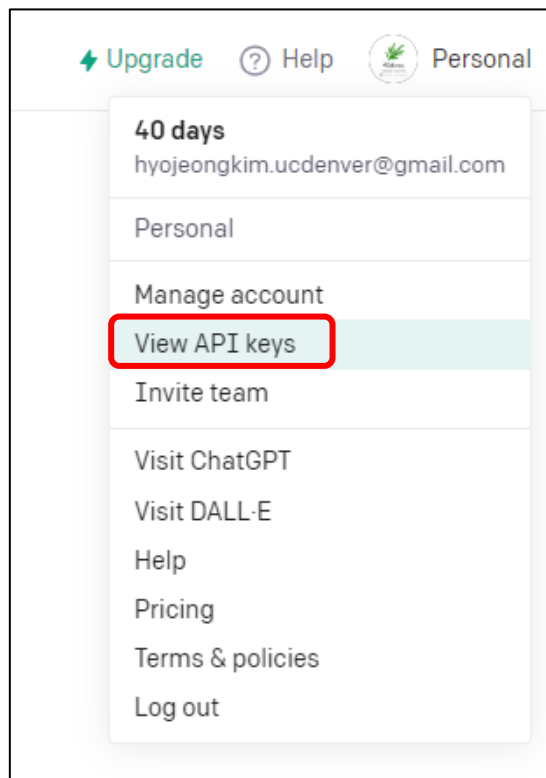 Upgrade
Help
Personal
40 days
hyojeongkim.ucdenver@gmail.com
Personal
Manage account
View API keys
Invite team
Visit ChatGPT
Visit DALL·E
Help
Pricing
Terms & policies
Log out